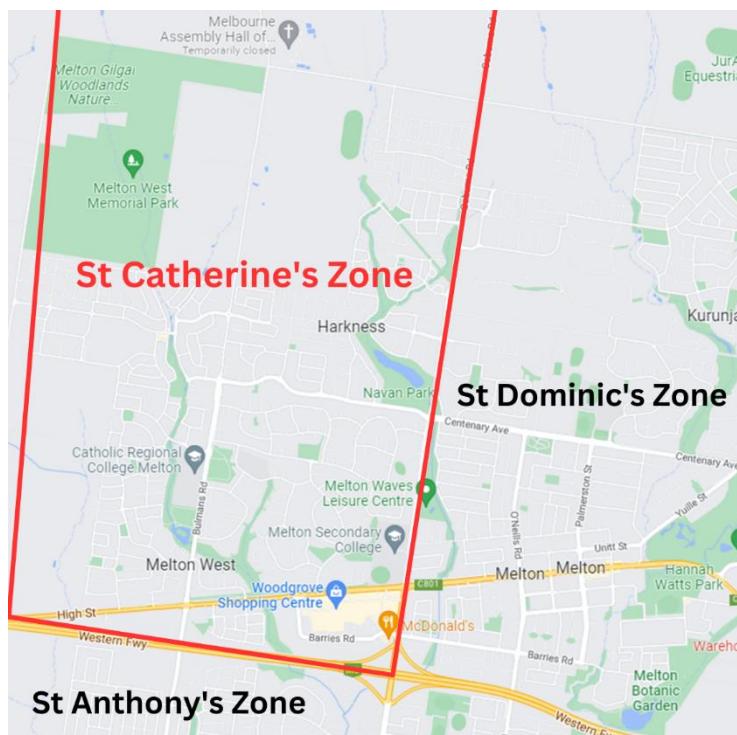 Melbourne
Assembly Hall of...
Temporarily closed
Melton Gilgai
Woodlands
Nature...
JurA
Equestria
Melton West
Memorial Park
St Catherine's Zone
Harkness
Kurunja
Navan Park
St Dominic's Zone
Centenary Ave
Centenary Ave
Catholic Regional
College Melton
Bulmans Rd
Melton Waves
Leisure Centre
O'Neills Rd
Palmerston St
Yuille St
Melton Secondary
College
Unitt St
Melton West
Melton
Melton
Hannah
Watts Park
C801
Woodgrove
Shopping Centre
High St
McDonald's
Western Fwy
Barries Rd
Barries Rd
Wareho
Melton
Botanic
Garden
St Anthony's Zone
Western Fwy